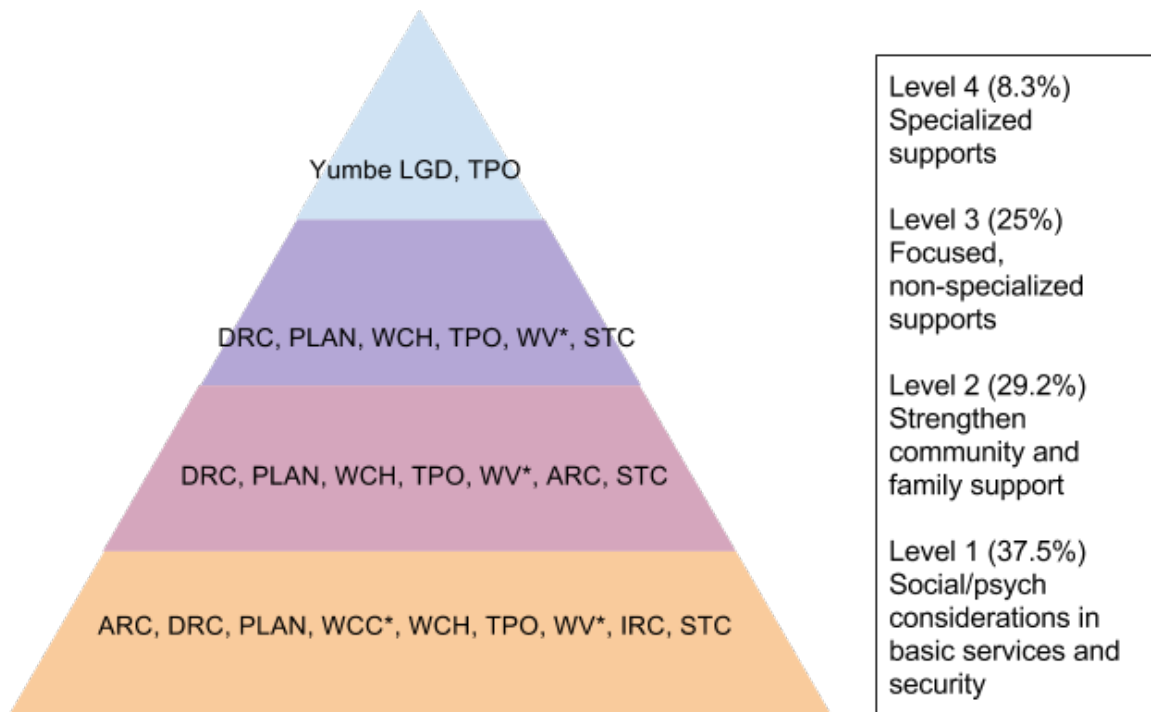 Yumbe LGD, TPO
DRC, PLAN, WCH, TPO, WV*, STC
DRC, PLAN, WCH, TPO, WV*, ARC, STC
ARC, DRC, PLAN, WCC*, WCH, TPO, WV*, IRC, STC
Level 4 (8.3%)
Specialized
supports
Level 3 (25%)
Focused,
non-specialized
supports
Level 2 (29.2%)
Strengthen
community and
family support
Level 1 (37.5%)
Social/psych
considerations in
basic services and
security